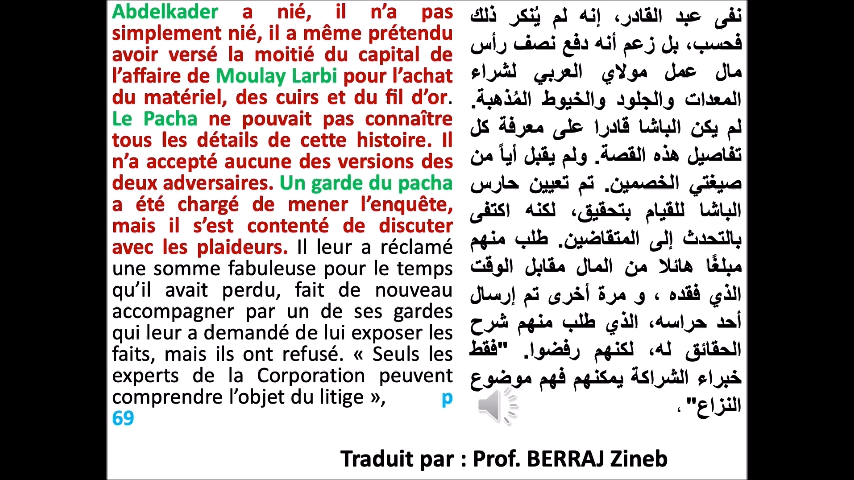 Abdelkader a nié, il n’a pas
simplement nié, il a même prétendu
avoir versé la moitié du capital de
l’affaire de Moulay Larbi pour l’achat
du matériel, des cuirs et du fil d’or.
Le Pacha ne pouvait pas connaître
tous les détails de cette histoire. Il
n’a accepté aucune des versions des
deux adversaires. Un garde du pacha
a été chargé de mener l’enquête,
mais il s’est contenté de discuter
avec les plaideurs. Il leur a réclamé
une somme fabuleuse pour le temps
qu’il avait perdu, fait de nouveau
accompagner par un de ses gardes
qui leur a demandé de lui exposer les
faits, mais ils ont refusé. « Seuls les
experts de la Corporation peuvent
comprendre l’objet du litige », p
69
نفى عبد القادر، إنه لم يُنكر ذلك
فحسب، بل زعم أنه دفع نصف رأس
مال عمل مولاي العربي لشراء
المعدات والجلود والخيوط المُذهبة.
لم يكن الباشا قادرا على معرفة كل
تفاصيل هذه القصة. ولم يقبل أياً من
صيغتي الخصمين. تم تعيين حارس
الباشا للقيام بتحقيق، لكنه اكتفى
بالتحدث إلى المتقاضين. طلب منهم
مبلغًا هائلا من المال مقابل الوقت
الذي فقده ، و مرة أخرى تم إرسال
أحد حراسه، الذي طلب منهم شرح
الحقائق له، لكنهم رفضوا. "فقط
خبراء الشراكة يمكنهم فهم موضوع
النزاع" ،
Traduit par : Prof. BERRAJ Zineb